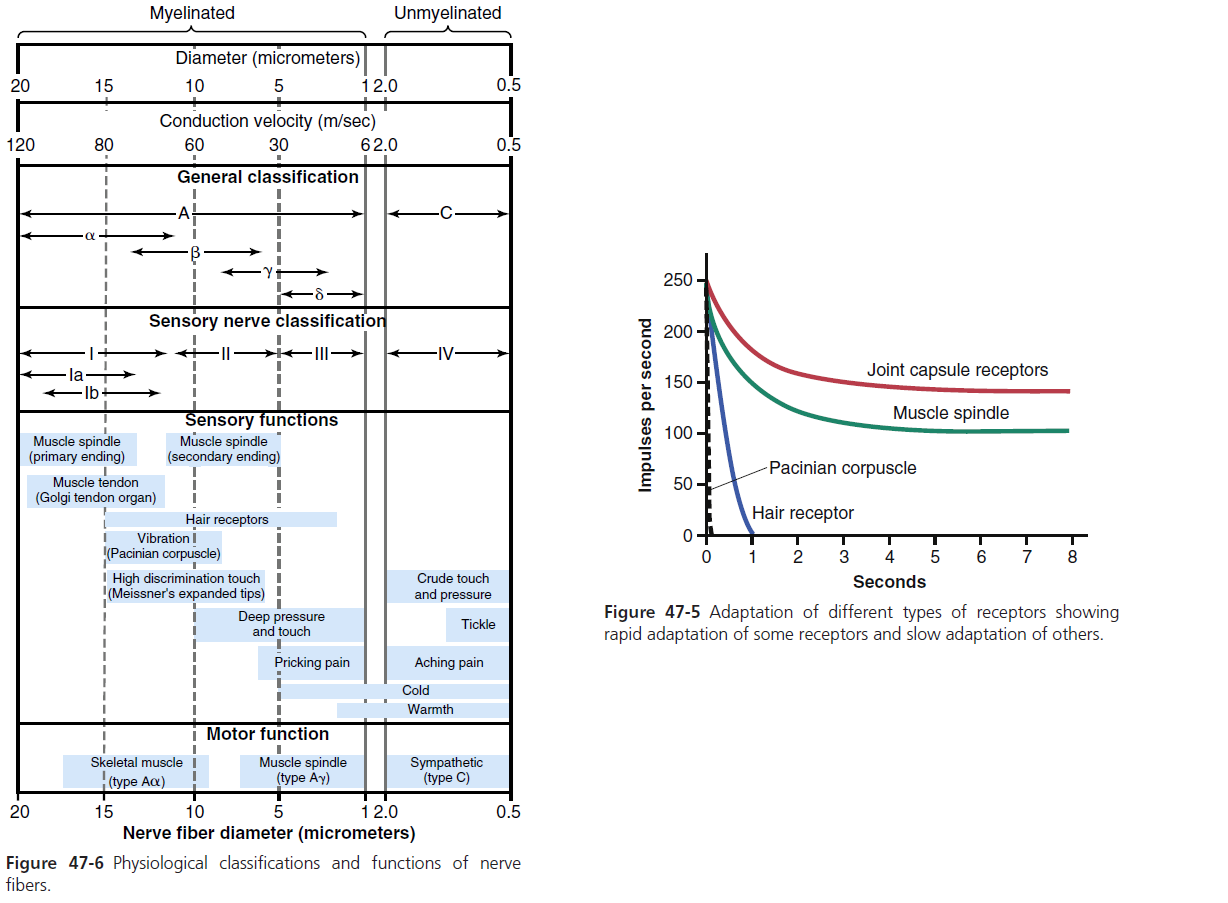 Myelinated Unmyelinated
Diameter (micrometers)
20 15 10 5 1 2.0 0.5
Conduction velocity (m/sec)
120 80 60 30 6 2.0 0.5
General classification
A C
α
β
γ
δ
Sensory nerve classification
I II III IV
Ia
Ib
Sensory functions
Muscle spindle
(primary ending)
Muscle spindle
(secondary ending)
Muscle tendon
(Golgi tendon organ)
Hair receptors
Vibration
(Pacinian corpuscle)
High discrimination touch
(Meissner's expanded tips)
Crude touch
and pressure
Deep pressure
and touch
Tickle
Pricking pain
Aching pain
Cold
Warmth
Motor function
Skeletal muscle
(type Aα)
Muscle spindle
(type Aγ)
Sympathetic
(type C)
20 15 10 5 1 2.0 0.5
Nerve fiber diameter (micrometers)
Figure 47-6 Physiological classifications and functions of nerve
fibers.
Impulses per second
250
200
150
100
50
0
Joint capsule receptors
Muscle spindle
Pacinian corpuscle
Hair receptor
0 1 2 3 4 5 6 7 8
Seconds
Figure 47-5 Adaptation of different types of receptors showing
rapid adaptation of some receptors and slow adaptation of others.